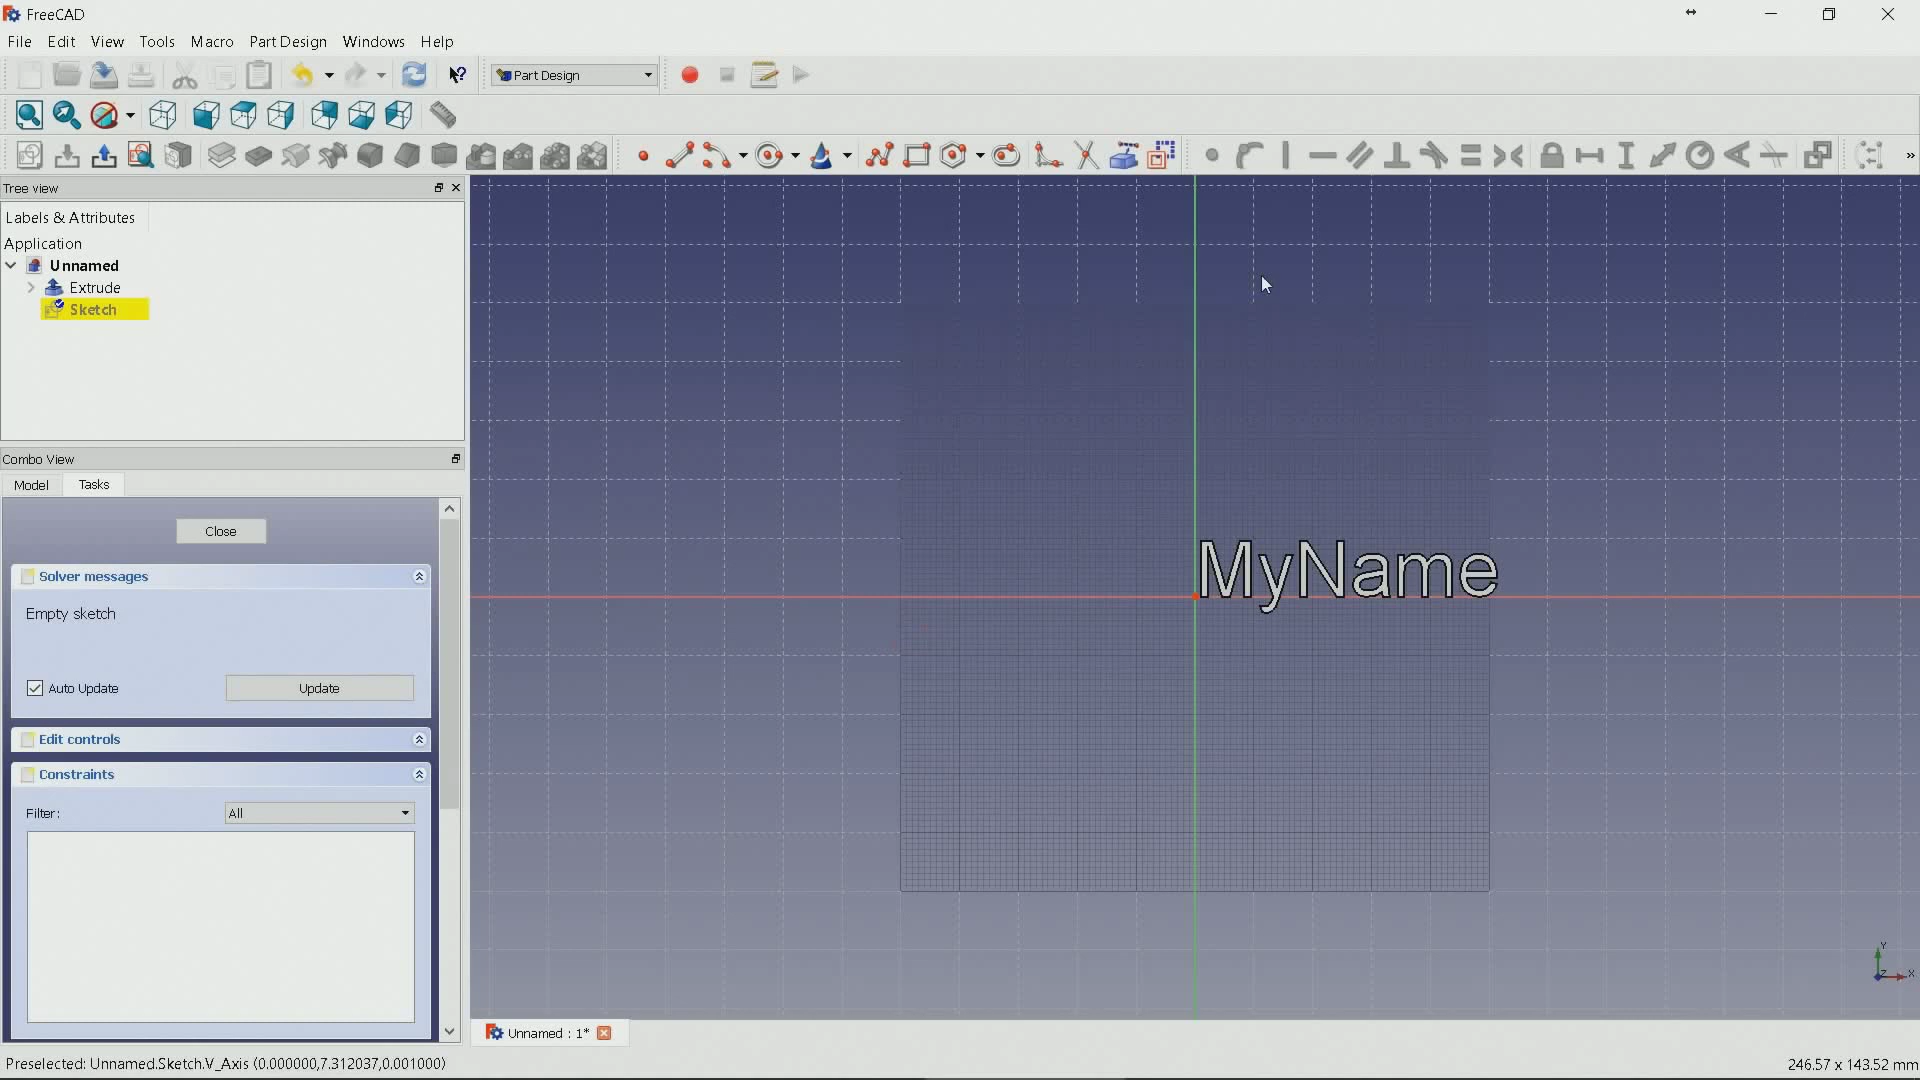 FreeCAD
File Edit View Tools Macro Part Design Windows Help
Part Design
Tree view
Labels & Attributes
Application
Unnamed
Extrude
Sketch
Combo View
Model Tasks
Close
Solver messages
Empty sketch
Auto Update Update
Edit controls
Constraints
Filter: All
MyName
Y
Z X
Unnamed : 1*
Preselected: Unnamed.Sketch.V_Axis (0.000000,7.312037,0.001000)
246.57 x 143.52 mm